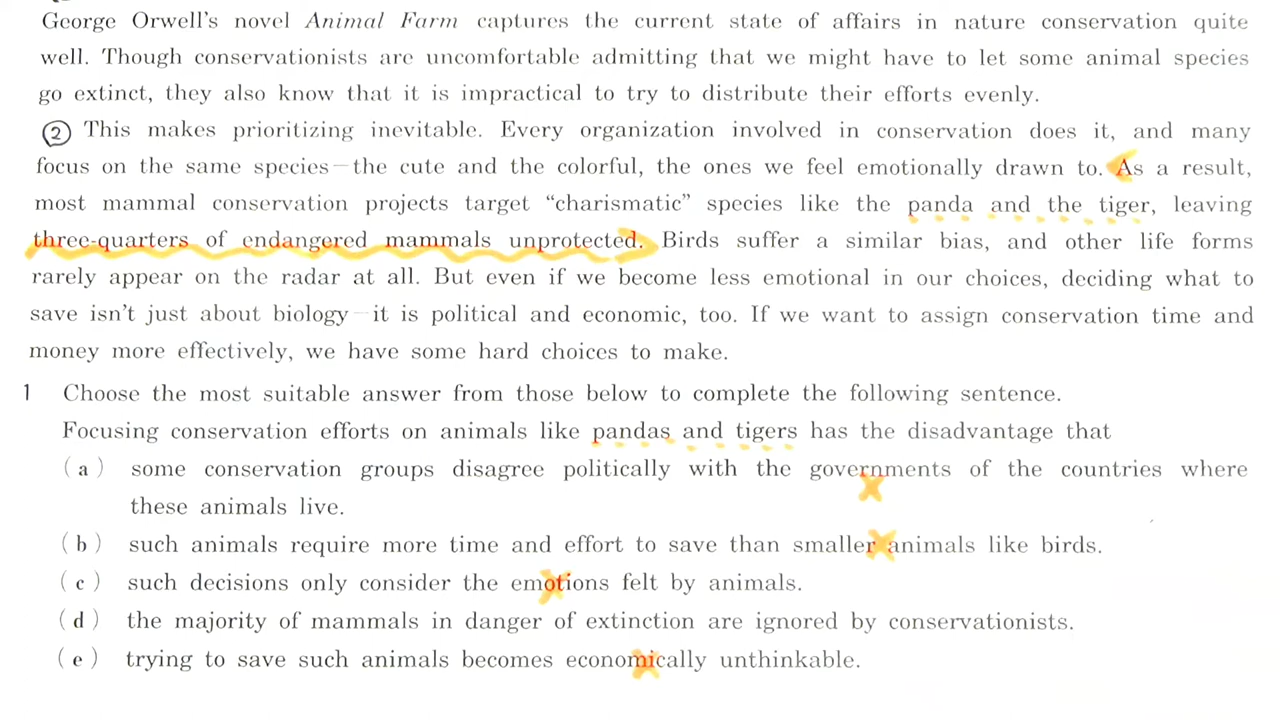 George Orwell's novel Animal Farm captures the current state of affairs in nature conservation quite
well. Though conservationists are uncomfortable admitting that we might have to let some animal species
go extinct, they also know that it is impractical to try to distribute their efforts evenly.
② This makes prioritizing inevitable. Every organization involved in conservation does it, and many
focus on the same species—the cute and the colorful, the ones we feel emotionally drawn to. As a result,
most mammal conservation projects target "charismatic" species like the panda and the tiger, leaving
three-quarters of endangered mammals unprotected. Birds suffer a similar bias, and other life forms
rarely appear on the radar at all. But even if we become less emotional in our choices, deciding what to
save isn't just about biology—it is political and economic, too. If we want to assign conservation time and
money more effectively, we have some hard choices to make.
1 Choose the most suitable answer from those below to complete the following sentence.
Focusing conservation efforts on animals like pandas and tigers has the disadvantage that
(a) some conservation groups disagree politically with the governments of the countries where
these animals live.
(b) such animals require more time and effort to save than smaller animals like birds.
(c) such decisions only consider the emotions felt by animals.
(d) the majority of mammals in danger of extinction are ignored by conservationists.
(e) trying to save such animals becomes economically unthinkable.